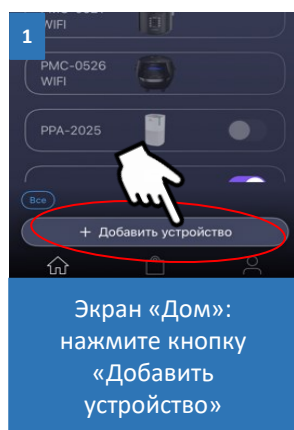 1
WIFI
PMC-0526
WIFI
PPA-2025
Все
+ Добавить устройство
Экран «Дом»:
нажмите кнопку
«Добавить
устройство»